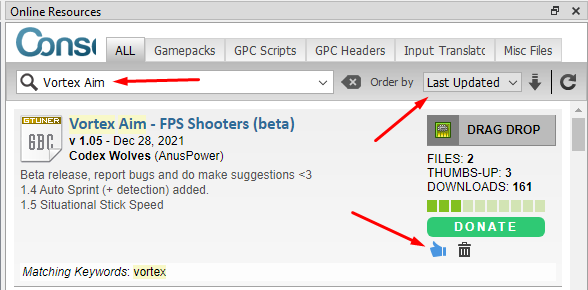 Online Resources
Conso
ALL
Gamepacks
GPC Scripts
GPC Headers
Input Translato
Misc Files
Vortex Aim
Order by
Last Updated
GTUNER
GBC
Vortex Aim - FPS Shooters (beta)
v 1.05 - Dec 28, 2021
Codex Wolves (AnusPower)
Beta release, report bugs and do make suggestions <3
1.4 Auto Sprint (+ detection) added.
1.5 Situational Stick Speed
DRAG DROP
FILES: 2
THUMBS-UP: 3
DOWNLOADS: 161
DONATE
Matching Keywords: vortex